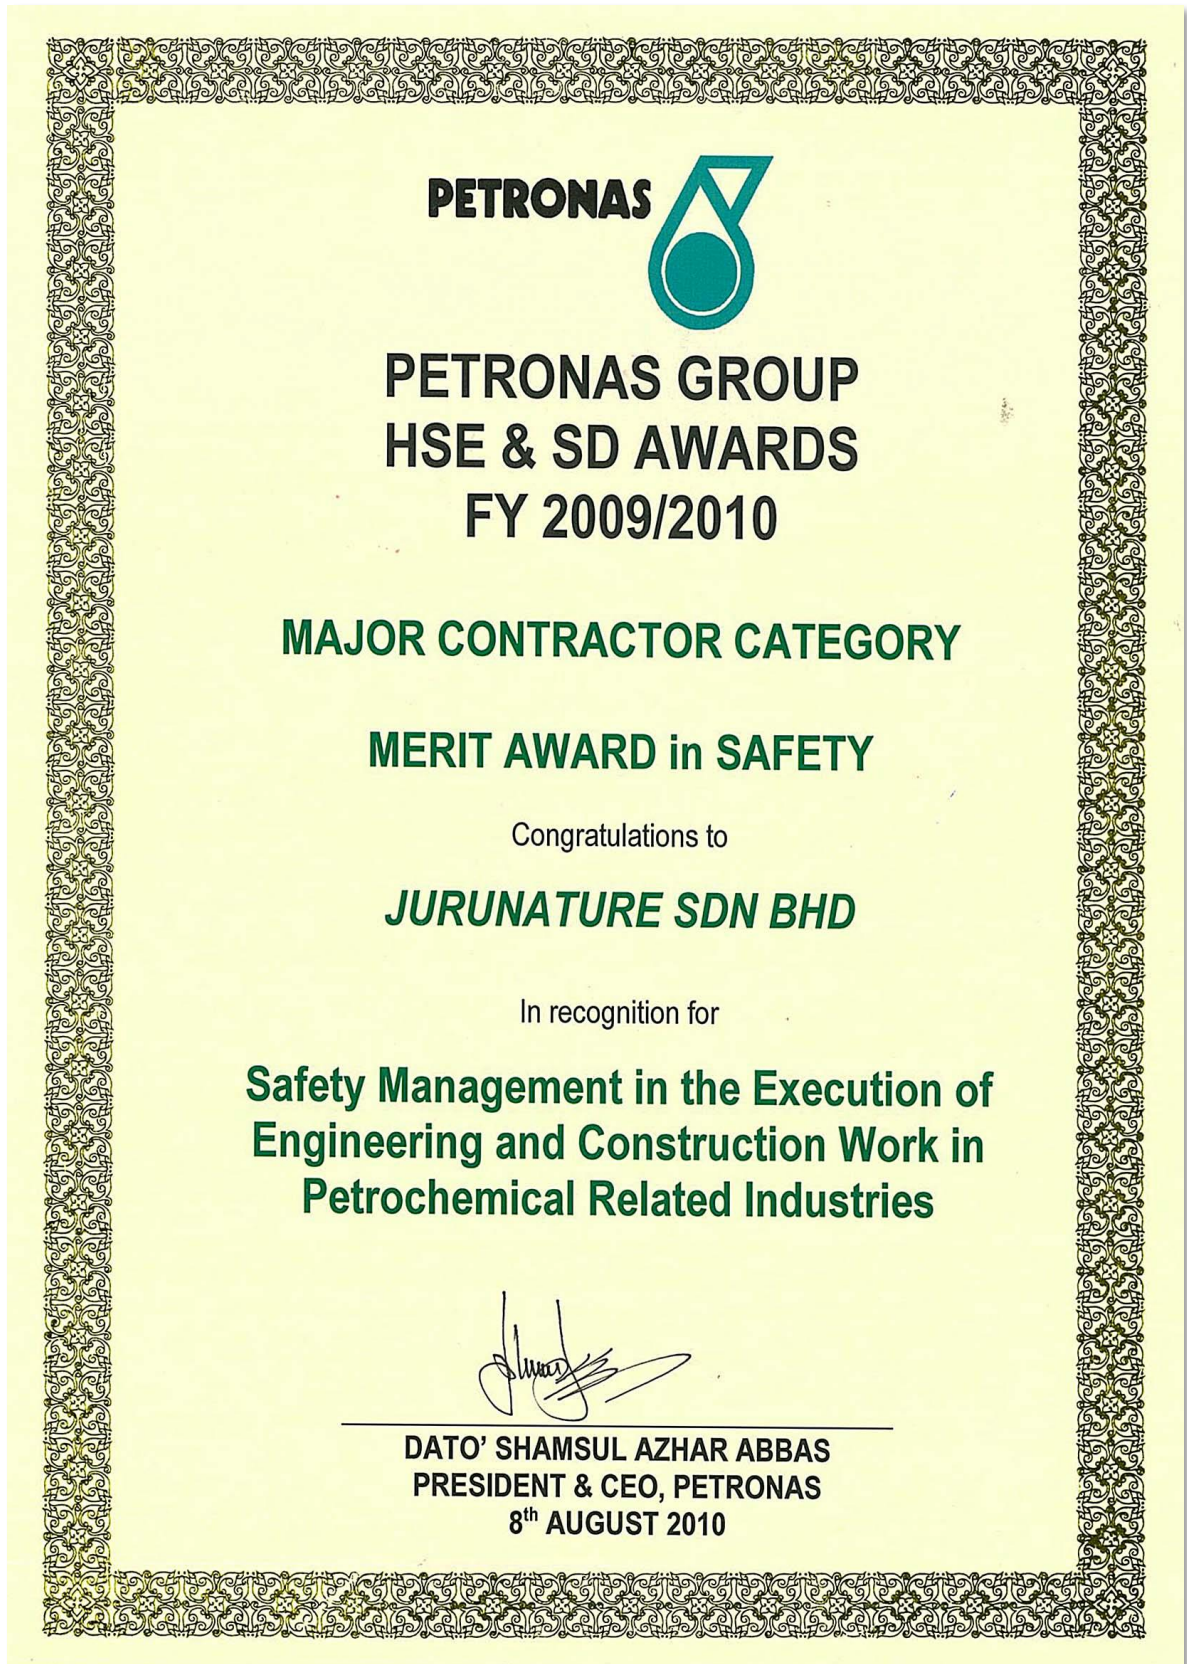 PETRONAS
PETRONAS GROUP
HSE & SD AWARDS
FY 2009/2010
MAJOR CONTRACTOR CATEGORY
MERIT AWARD in SAFETY
Congratulations to
JURUNATURE SDN BHD
In recognition for
Safety Management in the Execution of
Engineering and Construction Work in
Petrochemical Related Industries
DATO’ SHAMSUL AZHAR ABBAS
PRESIDENT & CEO, PETRONAS
8th AUGUST 2010